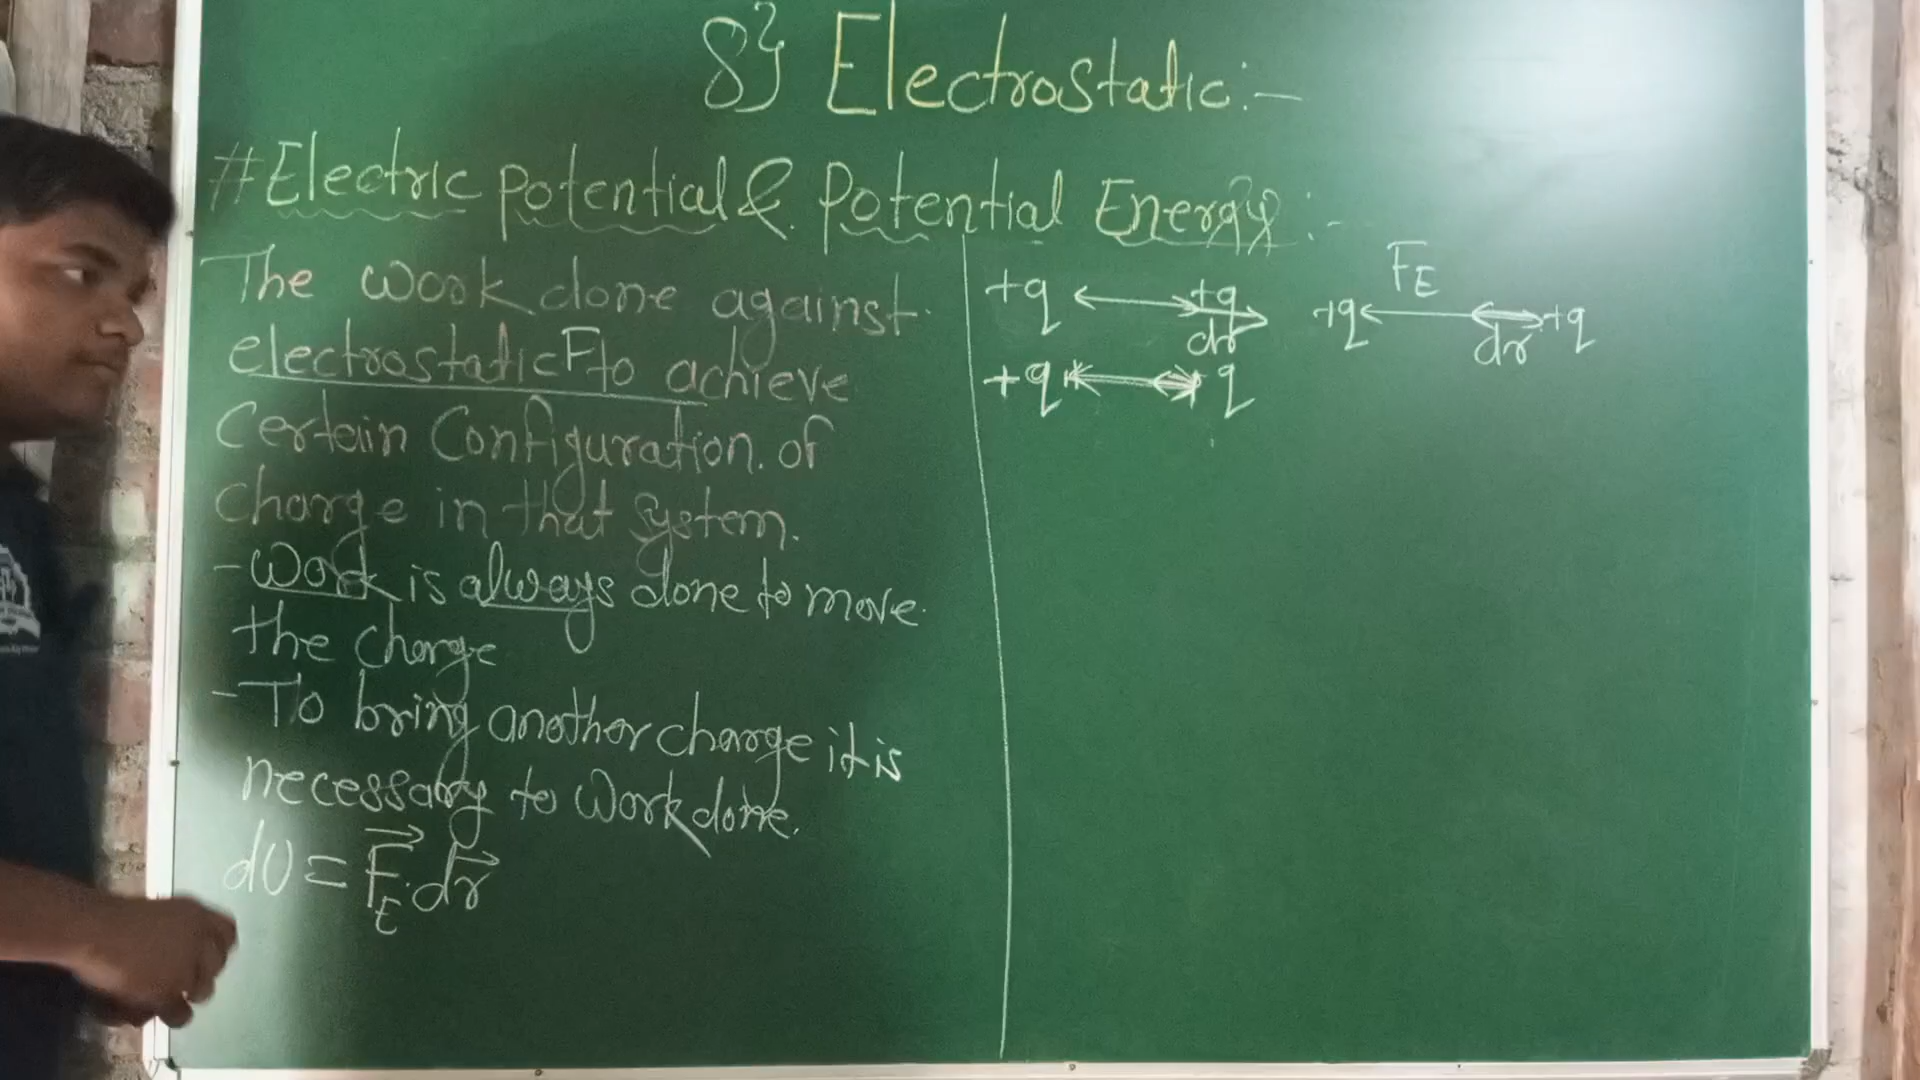 8} Electrostatic:-
#Electric potential & Potential Energy:-
The work done against
electrostatic F to achieve
Certain Configuration. of
charge in that system.
- Work is always done to move.
the charge
- To bring another charge it is
necessary to Work done.
dU = F⃗_E . dr⃗
+q +q dr
+q q
F_E
+q dr +q